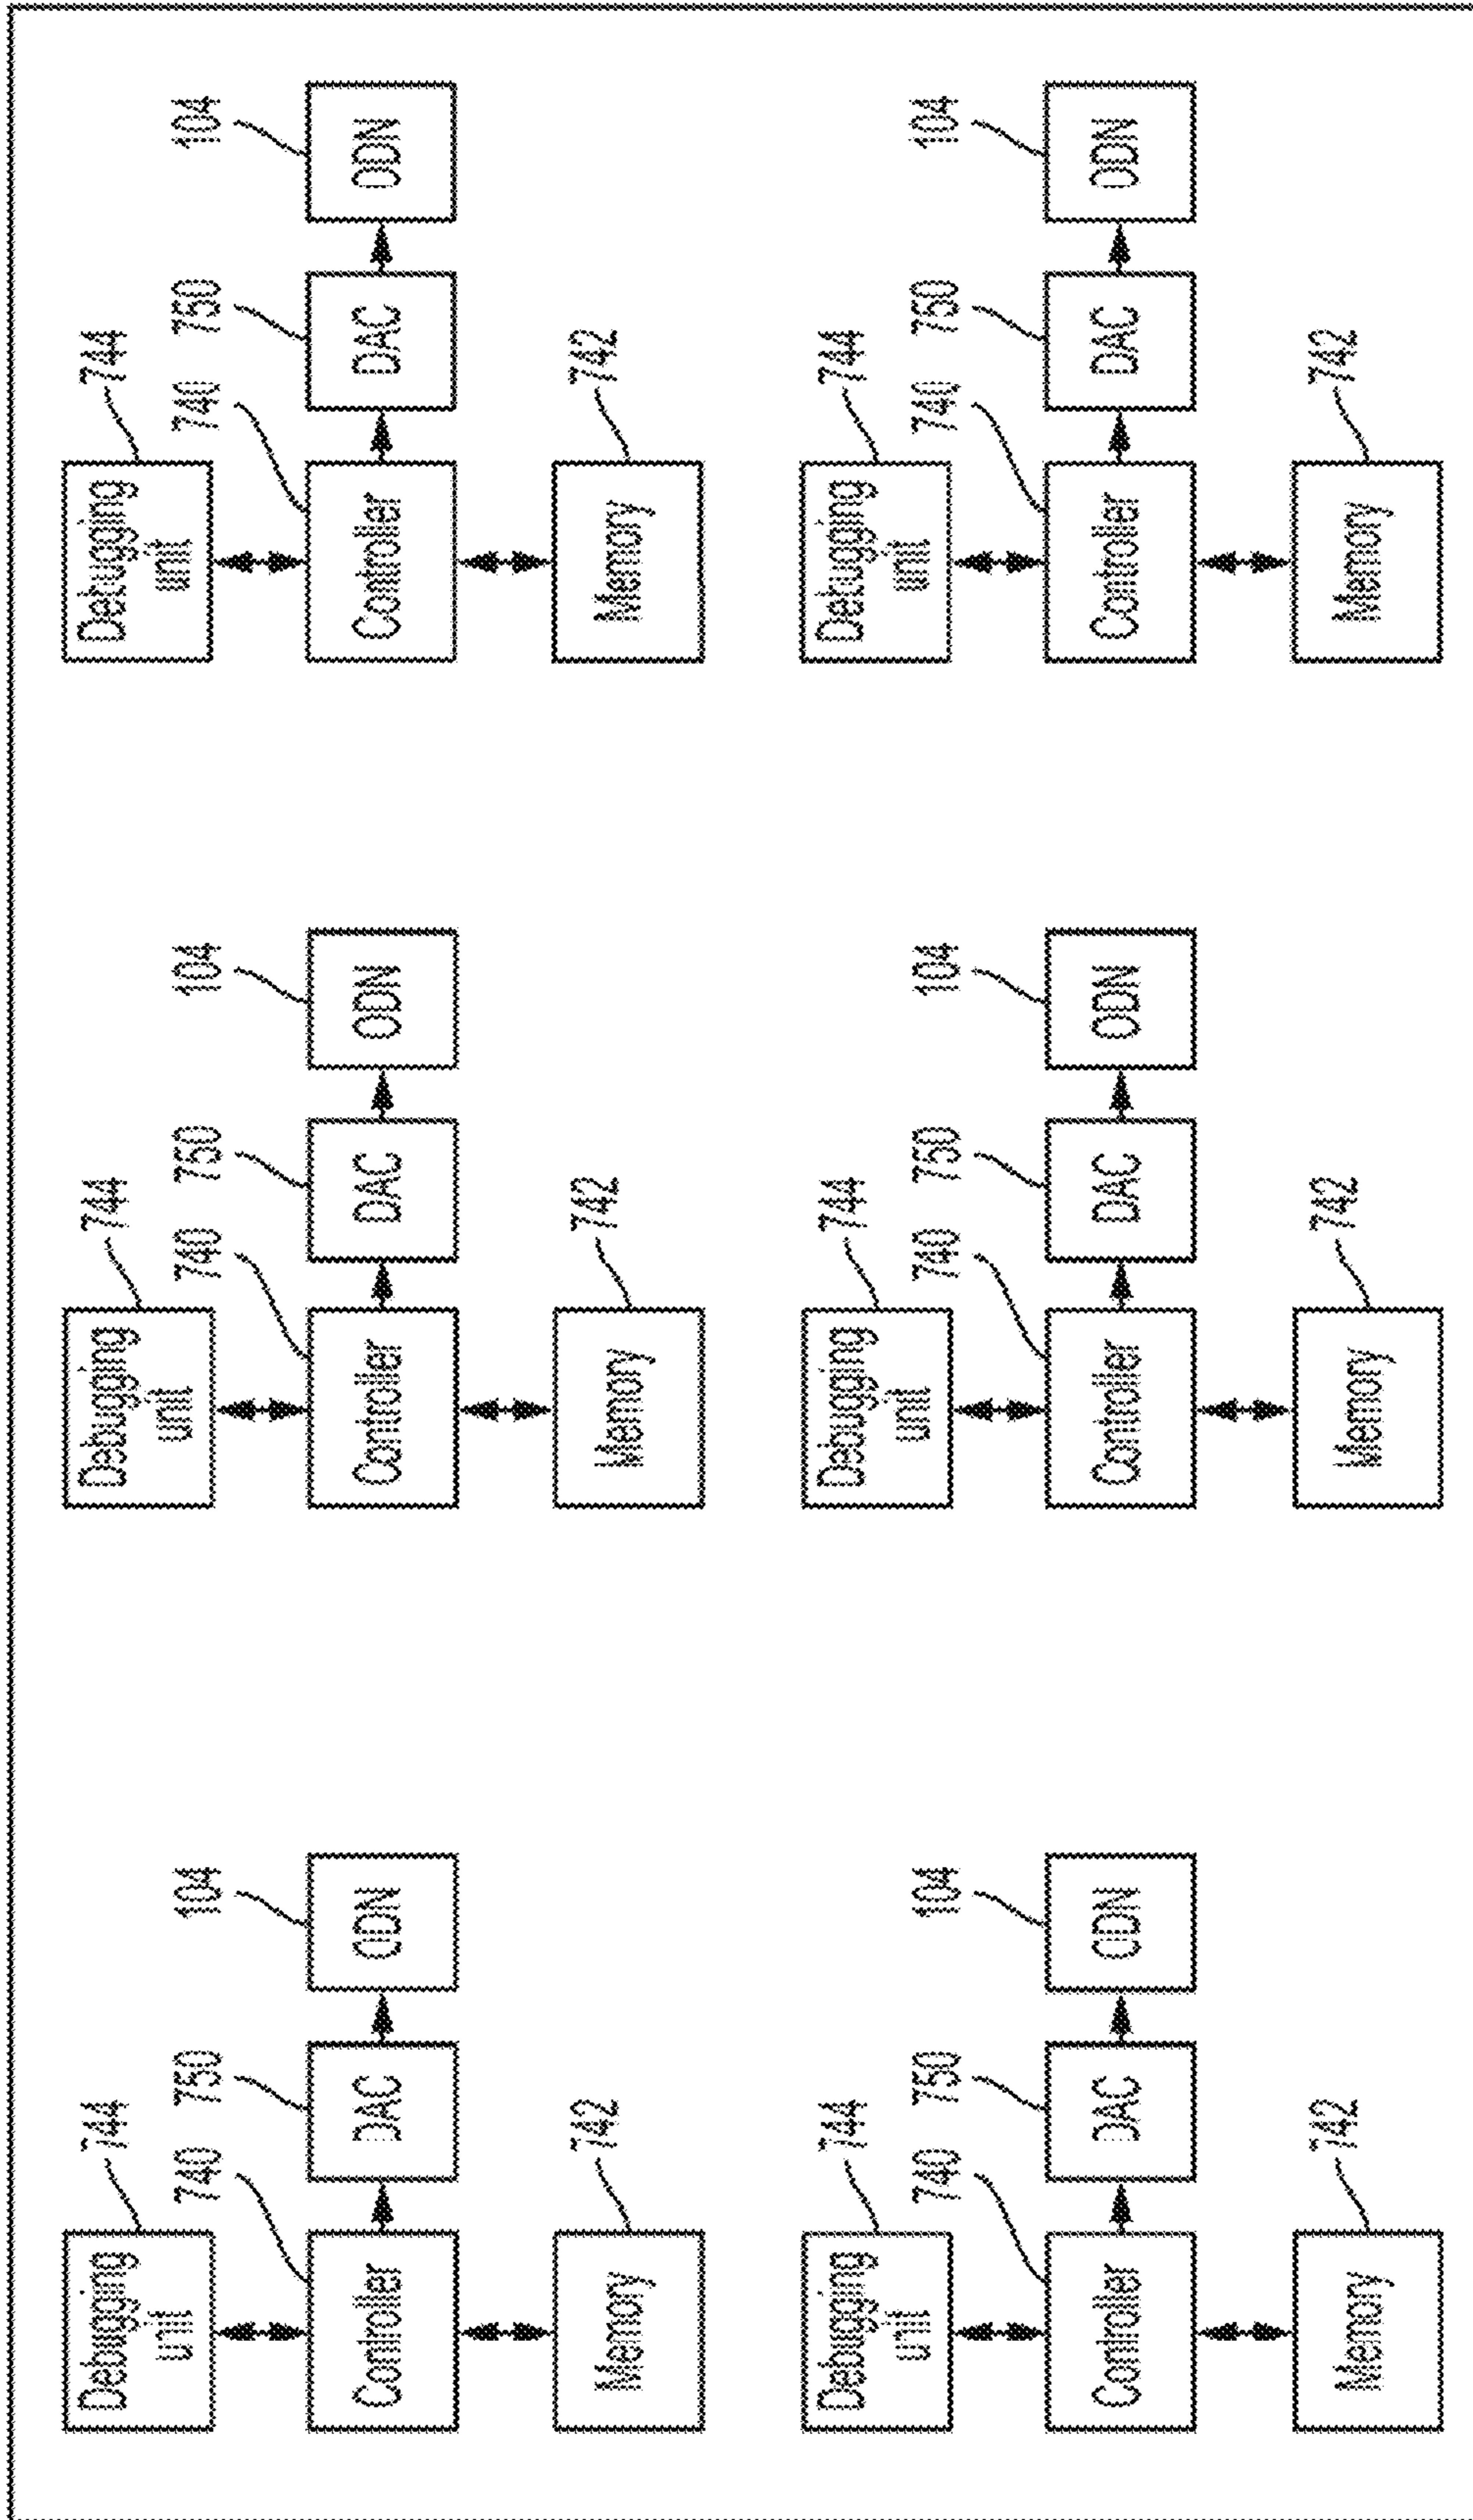 Debugging
unit
744
740
750
104
Controller
DAC
ODN
742
Memory
Debugging
unit
744
740
750
104
Controller
DAC
ODN
742
Memory
Debugging
unit
744
740
750
104
Controller
DAC
ODN
742
Memory
Debugging
unit
744
740
750
104
Controller
DAC
ODN
742
Memory
Debugging
unit
744
740
750
104
Controller
DAC
ODN
742
Memory
Debugging
unit
744
740
750
104
Controller
DAC
ODN
742
Memory